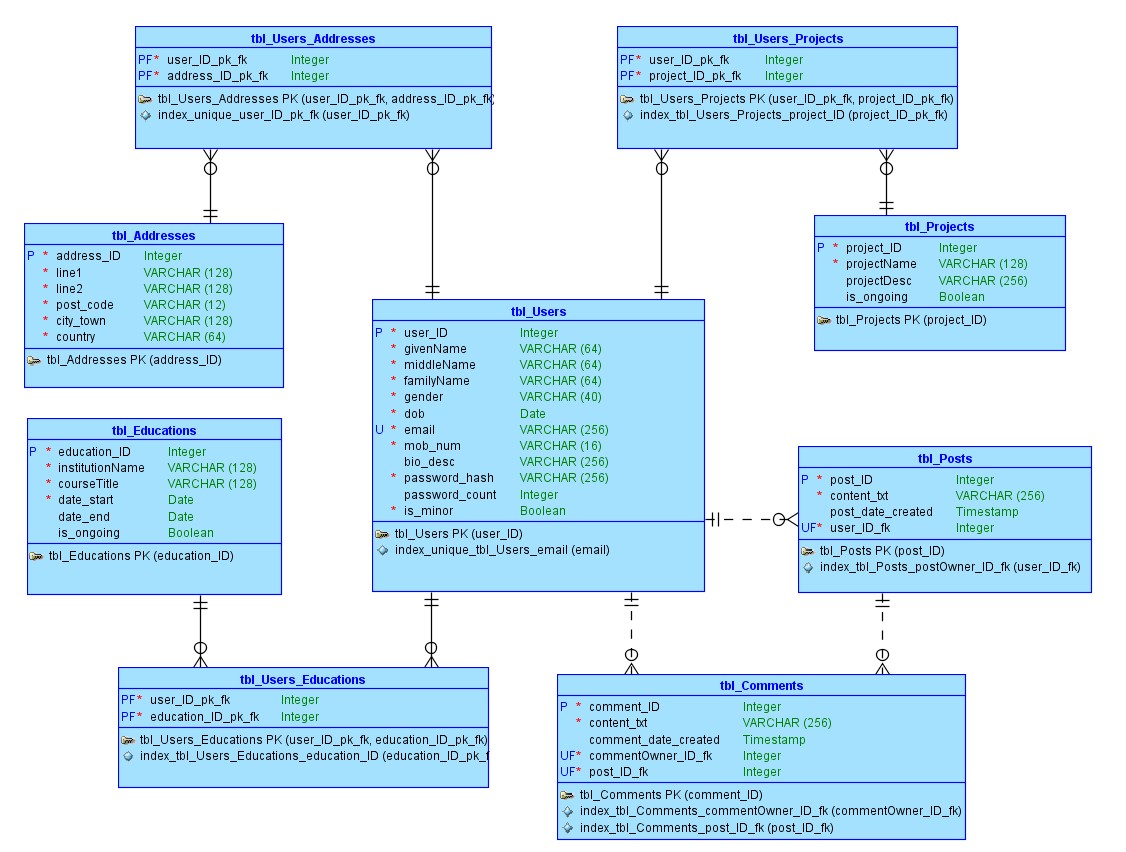 tbl_Users_Addresses
PF* user_ID_pk_fk Integer
PF* address_ID_pk_fk Integer
tbl_Users_Addresses PK (user_ID_pk_fk, address_ID_pk_fk)
index_unique_user_ID_pk_fk (user_ID_pk_fk)
tbl_Users_Projects
PF* user_ID_pk_fk Integer
PF* project_ID_pk_fk Integer
tbl_Users_Projects PK (user_ID_pk_fk, project_ID_pk_fk)
index_tbl_Users_Projects_project_ID (project_ID_pk_fk)
tbl_Addresses
P * address_ID Integer
* line1 VARCHAR (128)
* line2 VARCHAR (128)
* post_code VARCHAR (12)
* city_town VARCHAR (128)
* country VARCHAR (64)
tbl_Addresses PK (address_ID)
tbl_Projects
P * project_ID Integer
* projectName VARCHAR (128)
projectDesc VARCHAR (256)
is_ongoing Boolean
tbl_Projects PK (project_ID)
tbl_Users
P * user_ID Integer
* givenName VARCHAR (64)
* middleName VARCHAR (64)
* familyName VARCHAR (64)
* gender VARCHAR (40)
* dob Date
U * email VARCHAR (256)
* mob_num VARCHAR (16)
bio_desc VARCHAR (256)
* password_hash VARCHAR (256)
password_count Integer
* is_minor Boolean
tbl_Users PK (user_ID)
index_unique_tbl_Users_email (email)
tbl_Educations
P * education_ID Integer
* institutionName VARCHAR (128)
* courseTitle VARCHAR (128)
* date_start Date
date_end Date
is_ongoing Boolean
tbl_Educations PK (education_ID)
tbl_Posts
P * post_ID Integer
* content_txt VARCHAR (256)
post_date_created Timestamp
UF* user_ID_fk Integer
tbl_Posts PK (post_ID)
index_tbl_Posts_postOwner_ID_fk (user_ID_fk)
tbl_Users_Educations
PF* user_ID_pk_fk Integer
PF* education_ID_pk_fk Integer
tbl_Users_Educations PK (user_ID_pk_fk, education_ID_pk_fk)
index_tbl_Users_Educations_education_ID (education_ID_pk_f
tbl_Comments
P * comment_ID Integer
* content_txt VARCHAR (256)
comment_date_created Timestamp
UF* commentOwner_ID_fk Integer
UF* post_ID_fk Integer
tbl_Comments PK (comment_ID)
index_tbl_Comments_commentOwner_ID_fk (commentOwner_ID_fk)
index_tbl_Comments_post_ID_fk (post_ID_fk)